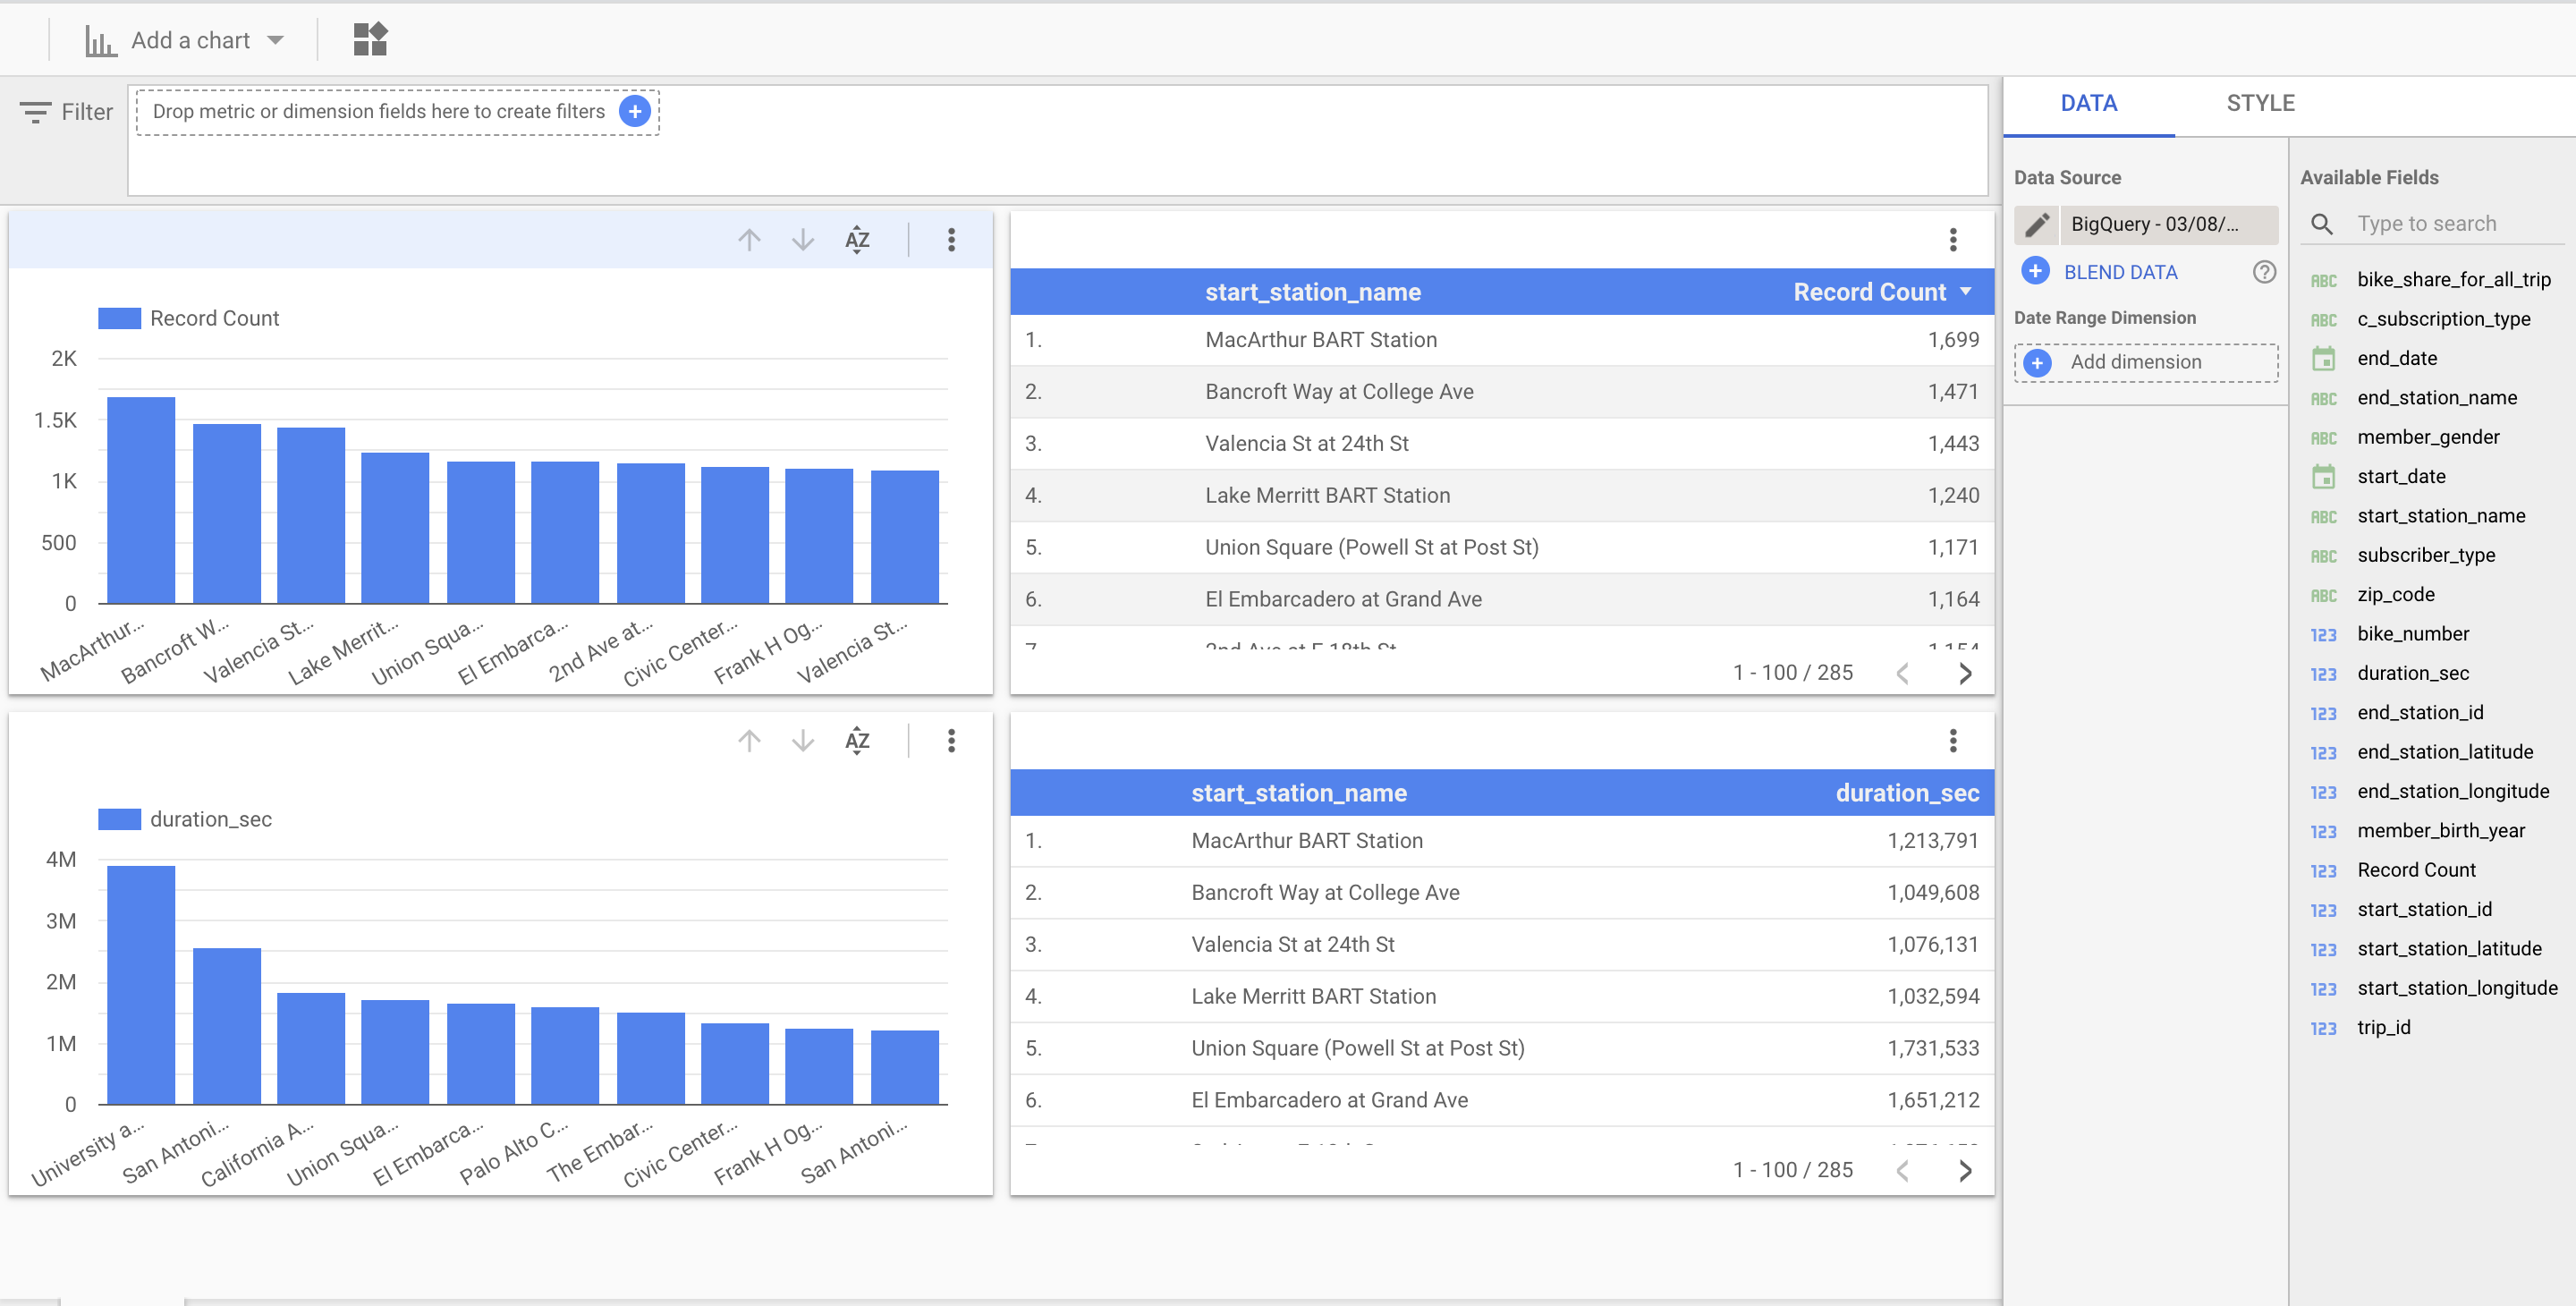 Add a chart
Filter
Drop metric or dimension fields here to create filters
AZ
Record Count
2K
1.5K
1K
500
0
MacArthur...
Bancroft W...
Valencia St...
Lake Merrit...
Union Squa...
El Embarca...
2nd Ave at...
Civic Center...
Frank H Og...
Valencia St...
start_station_name Record Count
1. MacArthur BART Station 1,699
2. Bancroft Way at College Ave 1,471
3. Valencia St at 24th St 1,443
4. Lake Merritt BART Station 1,240
5. Union Square (Powell St at Post St) 1,171
6. El Embarcadero at Grand Ave 1,164
7. 2nd Ave at E 18th St 1,154
1 - 100 / 285
AZ
duration_sec
4M
3M
2M
1M
0
University a...
San Antoni...
California A...
Union Squa...
El Embarca...
Palo Alto C...
The Embar...
Civic Center...
Frank H Og...
San Antoni...
start_station_name duration_sec
1. MacArthur BART Station 1,213,791
2. Bancroft Way at College Ave 1,049,608
3. Valencia St at 24th St 1,076,131
4. Lake Merritt BART Station 1,032,594
5. Union Square (Powell St at Post St) 1,731,533
6. El Embarcadero at Grand Ave 1,651,212
1 - 100 / 285
DATA STYLE
Data Source
BigQuery - 03/08/...
BLEND DATA
Date Range Dimension
Add dimension
Available Fields
Type to search
ABC bike_share_for_all_trip
ABC c_subscription_type
end_date
ABC end_station_name
ABC member_gender
start_date
ABC start_station_name
ABC subscriber_type
ABC zip_code
123 bike_number
123 duration_sec
123 end_station_id
123 end_station_latitude
123 end_station_longitude
123 member_birth_year
123 Record Count
123 start_station_id
123 start_station_latitude
123 start_station_longitude
123 trip_id